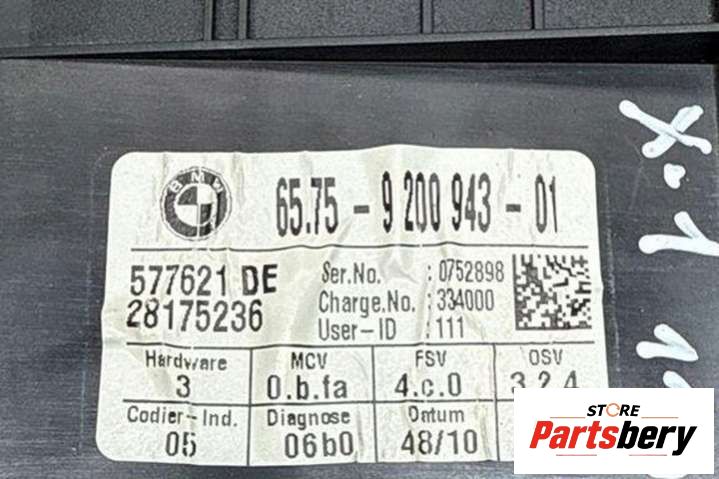 BMW 65.75 - 9 200 943 - 01
577621 DE
28175236
Ser.No. : 0752898
Charge.No. : 334000
User-ID : 111
Hardware MCV FSV OSV
3 0.b.fa 4.c.0 3.2.4
Codier-Ind. Diagnose Datum
05 06b0 48/10
X.1
STORE
Partsbery